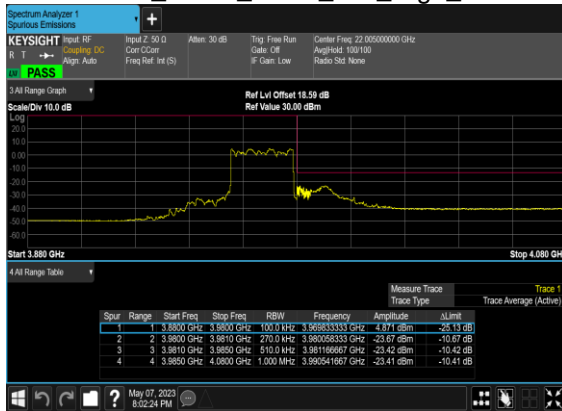 Spectrum Analyzer 1
Spurious Emissions
KEYSIGHT Input: RF Input Z: 50 Ω Atten: 30 dB Trig: Free Run Center Freq: 22.005000000 GHz
R T Coupling: DC Corr CCorr Gate: Off Avg|Hold: 100/100
Align: Auto Freq Ref: Int (S) IF Gain: Low Radio Std: None
PASS
3 All Range Graph
Ref Lvl Offset 18.59 dB
Scale/Div 10.0 dB Ref Value 30.00 dBm
Log
20.0
10.0
0.00
-10.0
-20.0
-30.0
-40.0
-50.0
-60.0
Start 3.880 GHz Stop 4.080 GH
4 All Range Table
Measure Trace Trace 1
Trace Type Trace Average (Active)
Spur Range Start Freq Stop Freq RBW Frequency Amplitude ΔLimit
1 1 3.8800 GHz 3.9800 GHz 100.0 kHz 3.969833333 GHz 4.871 dBm -25.13 dB
2 2 3.9800 GHz 3.9810 GHz 270.0 kHz 3.980058333 GHz -23.67 dBm -10.67 dB
3 3 3.9810 GHz 3.9850 GHz 510.0 kHz 3.981166667 GHz -23.42 dBm -10.42 dB
4 4 3.9850 GHz 4.0800 GHz 1.000 MHz 3.990541667 GHz -23.41 dBm -10.41 dB
? May 07, 2023
8:02:24 PM